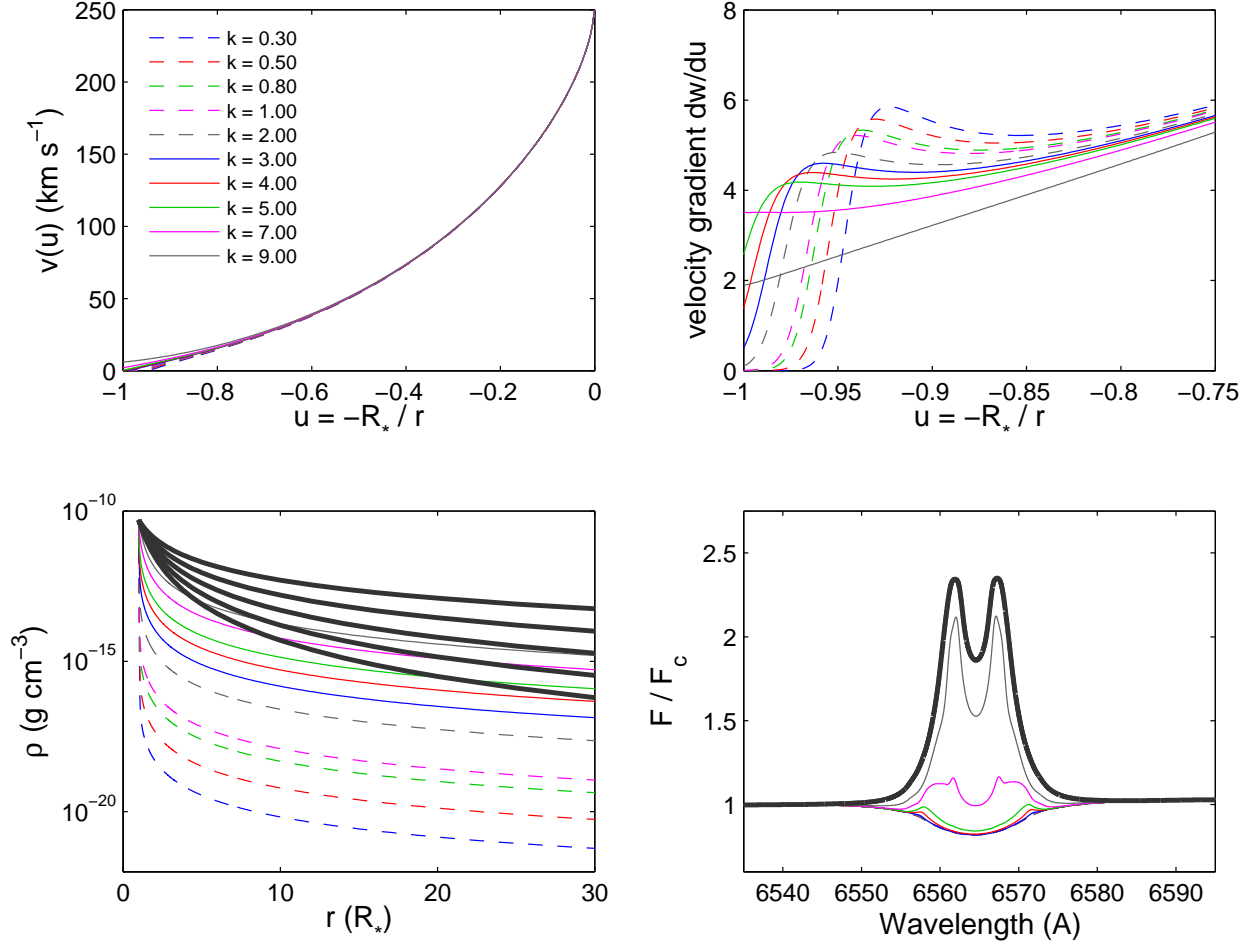 250
200
150
100
50
0
v(u) (km s⁻¹)
k = 0.30
k = 0.50
k = 0.80
k = 1.00
k = 2.00
k = 3.00
k = 4.00
k = 5.00
k = 7.00
k = 9.00
−1 −0.8 −0.6 −0.4 −0.2 0
u = −R* / r
8
6
4
2
0
velocity gradient dw/du
−1 −0.95 −0.9 −0.85 −0.8 −0.75
u = −R* / r
10⁻¹⁰
10⁻¹⁵
10⁻²⁰
ρ (g cm⁻³)
0 10 20 30
r (R*)
2.5
2
1.5
1
F / F_c
6540 6550 6560 6570 6580 6590
Wavelength (A)